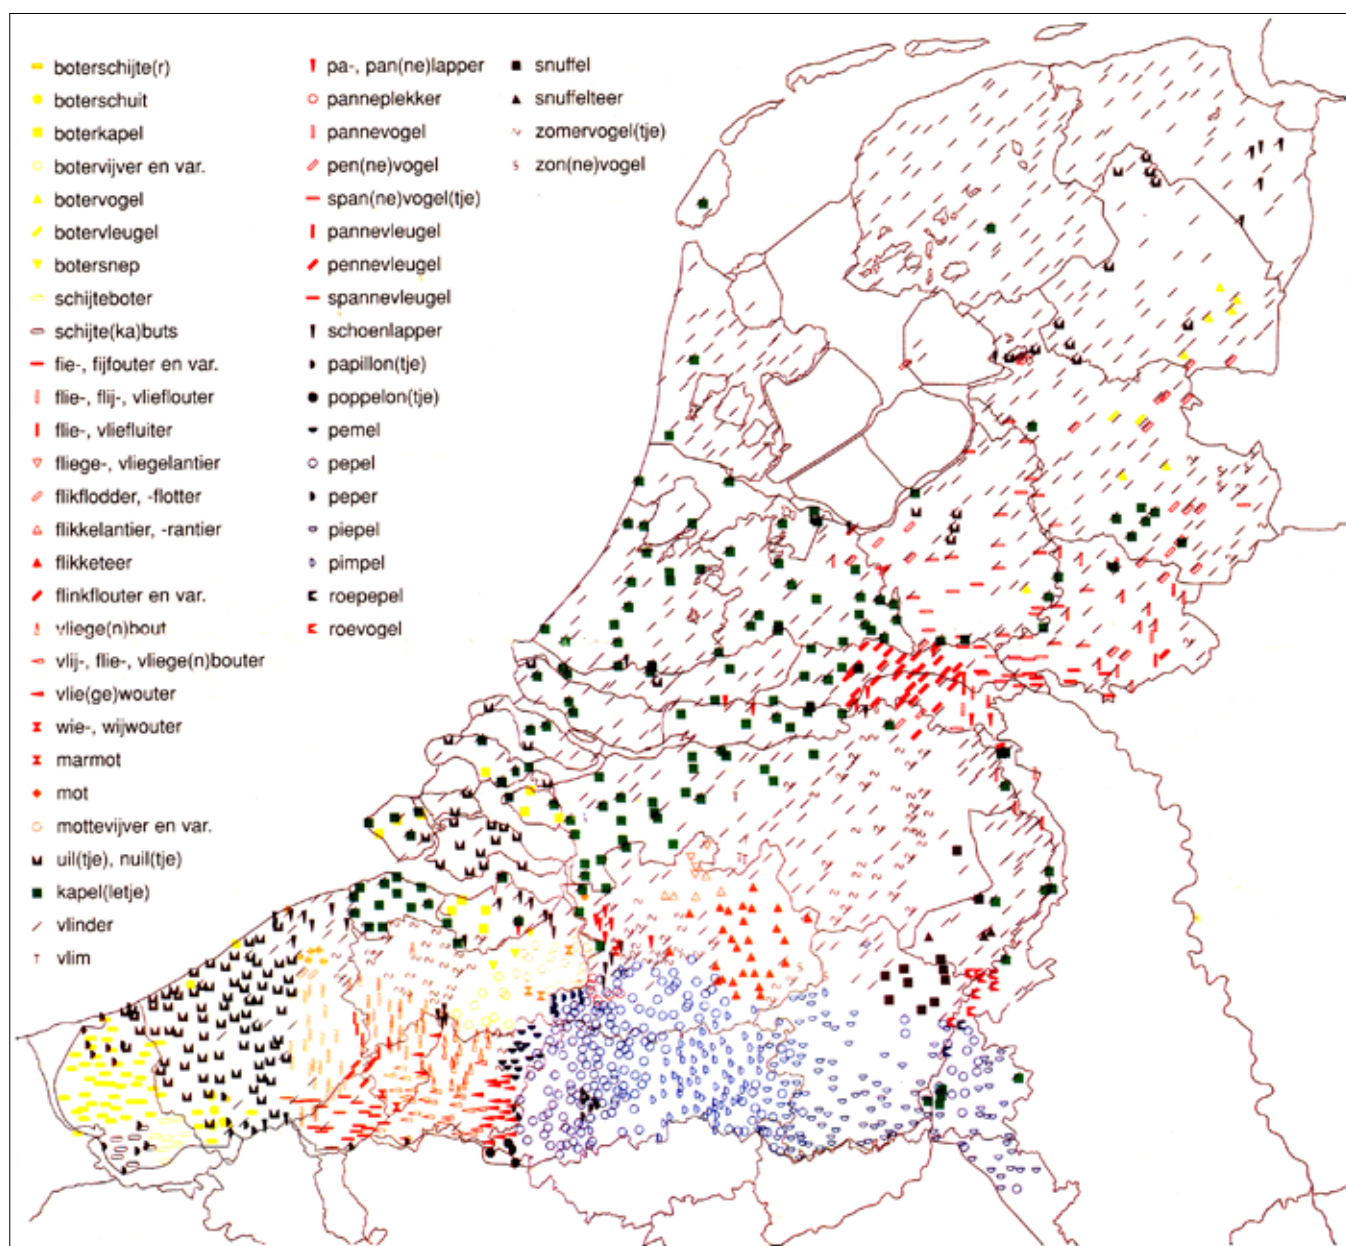 boterschijte(r)
boterschuit
boterkapel
botervijver en var.
botervogel
botervleugel
botersnep
schijteboter
schijte(ka)buts
fie-, fijfouter en var.
flie-, flij-, vlieflouter
flie-, vliefluiter
fliege-, vliegelantier
flikflodder, -flotter
flikkelantier, -rantier
flikketeer
flinkflouter en var.
vliege(n)bout
vlij-, flie-, vliege(n)bouter
vlie(ge)wouter
wie-, wijwouter
marmot
mot
mottevijver en var.
uil(tje), nuil(tje)
kapel(letje)
vlinder
vlim
pa-, pan(ne)lapper
panneplekker
pannevogel
pen(ne)vogel
span(ne)vogel(tje)
pannevleugel
pennevleugel
spannevleugel
schoenlapper
papillon(tje)
poppelon(tje)
pemel
pepel
peper
piepel
pimpel
roepepel
roevogel
snuffel
snuffelteer
zomervogel(tje)
zon(ne)vogel